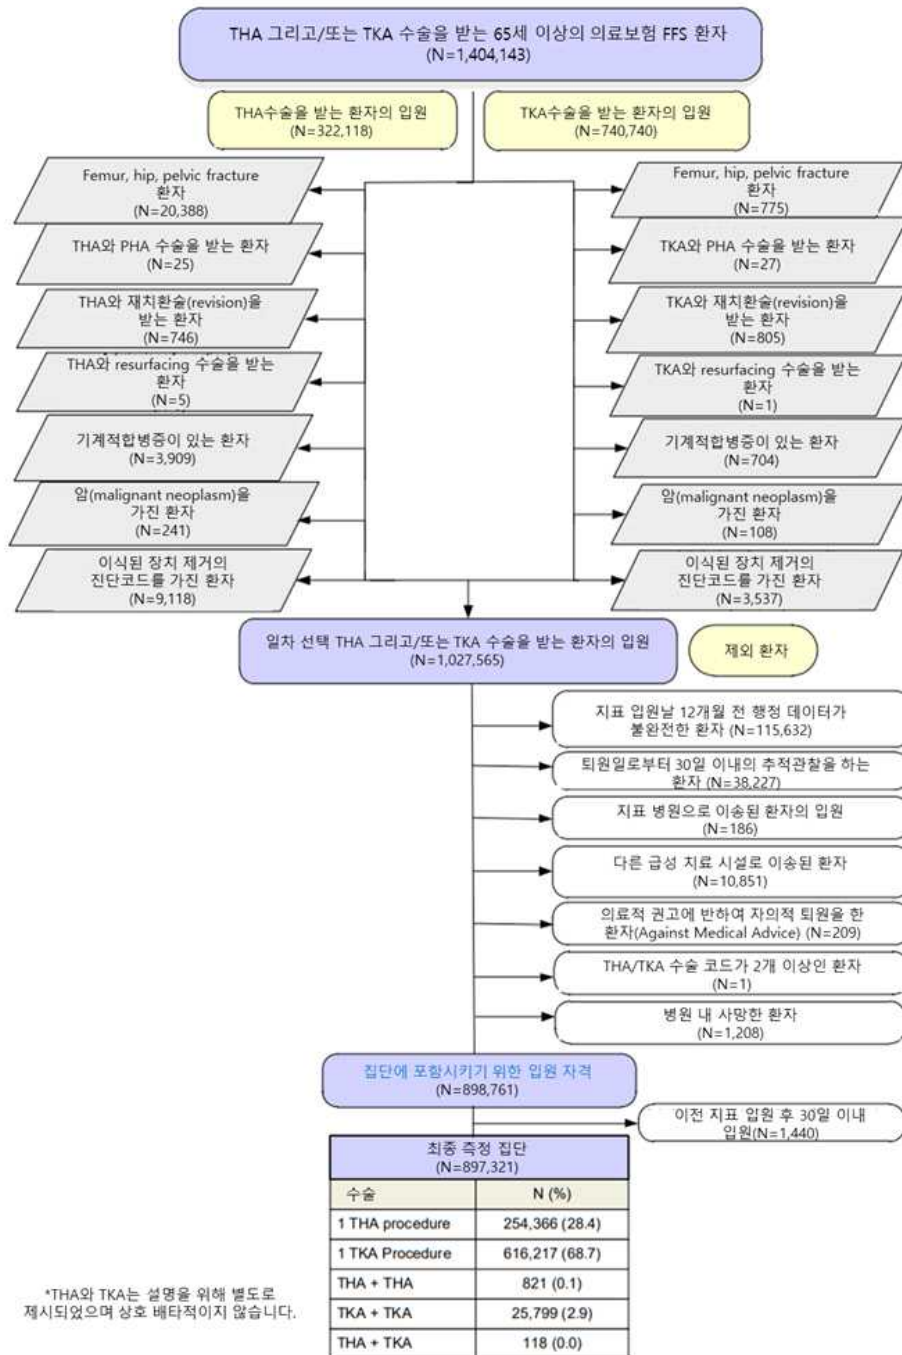 THA 그리고/또는 TKA 수술을 받는 65세 이상의 의료보험 FFS 환자
(N=1,404,143)
THA수술을 받는 환자의 입원
(N=322,118)
TKA수술을 받는 환자의 입원
(N=740,740)
Femur, hip, pelvic fracture
환자
(N=20,388)
Femur, hip, pelvic fracture
환자
(N=775)
THA와 PHA 수술을 받는 환자
(N=25)
TKA와 PHA 수술을 받는 환자
(N=27)
THA와 재치환술(revision)을
받는 환자
(N=746)
TKA와 재치환술(revision)을
받는 환자
(N=805)
THA와 resurfacing 수술을 받는
환자
(N=5)
TKA와 resurfacing 수술을 받는
환자
(N=1)
기계적합병증이 있는 환자
(N=3,909)
기계적합병증이 있는 환자
(N=704)
암(malignant neoplasm)을
가진 환자
(N=241)
암(malignant neoplasm)을
가진 환자
(N=108)
이식된 장치 제거의
진단코드를 가진 환자
(N=9,118)
이식된 장치 제거의
진단코드를 가진 환자
(N=3,537)
일차 선택 THA 그리고/또는 TKA 수술을 받는 환자의 입원
(N=1,027,565)
제외 환자
지표 입원날 12개월 전 행정 데이터가
불완전한 환자 (N=115,632)
퇴원일로부터 30일 이내의 추적관찰을 하는
환자 (N=38,227)
지표 병원으로 이송된 환자의 입원
(N=186)
다른 급성 치료 시설로 이송된 환자
(N=10,851)
의료적 권고에 반하여 자의적 퇴원을 한
환자(Against Medical Advice) (N=209)
THA/TKA 수술 코드가 2개 이상인 환자
(N=1)
병원 내 사망한 환자
(N=1,208)
집단에 포함시키기 위한 입원 자격
(N=898,761)
이전 지표 입원 후 30일 이내
입원(N=1,440)
최종 측정 집단
(N=897,321)
수술 N (%)
1 THA procedure 254,366 (28.4)
1 TKA Procedure 616,217 (68.7)
THA + THA 821 (0.1)
TKA + TKA 25,799 (2.9)
THA + TKA 118 (0.0)
*THA와 TKA는 설명을 위해 별도로
제시되었으며 상호 배타적이지 않습니다.